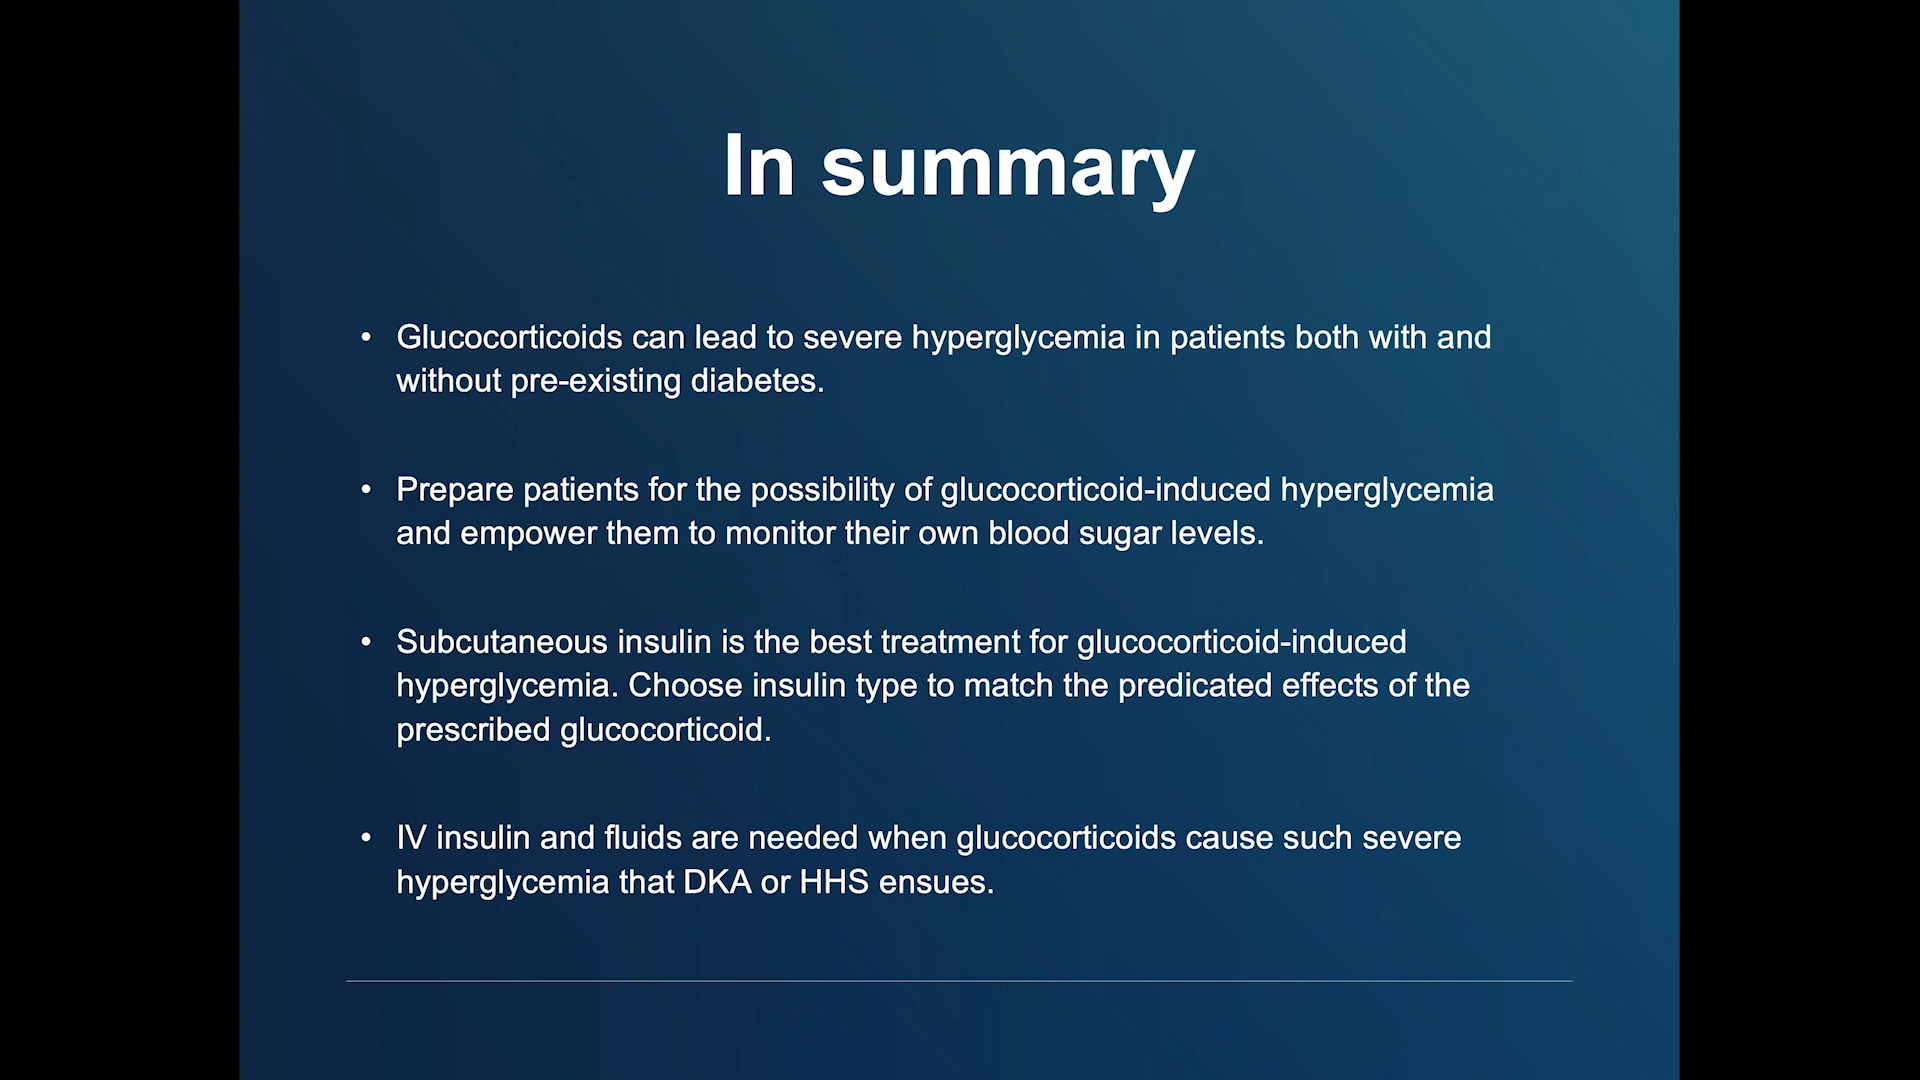 In summary
• Glucocorticoids can lead to severe hyperglycemia in patients both with and
without pre-existing diabetes.
• Prepare patients for the possibility of glucocorticoid-induced hyperglycemia
and empower them to monitor their own blood sugar levels.
• Subcutaneous insulin is the best treatment for glucocorticoid-induced
hyperglycemia. Choose insulin type to match the predicated effects of the
prescribed glucocorticoid.
• IV insulin and fluids are needed when glucocorticoids cause such severe
hyperglycemia that DKA or HHS ensues.